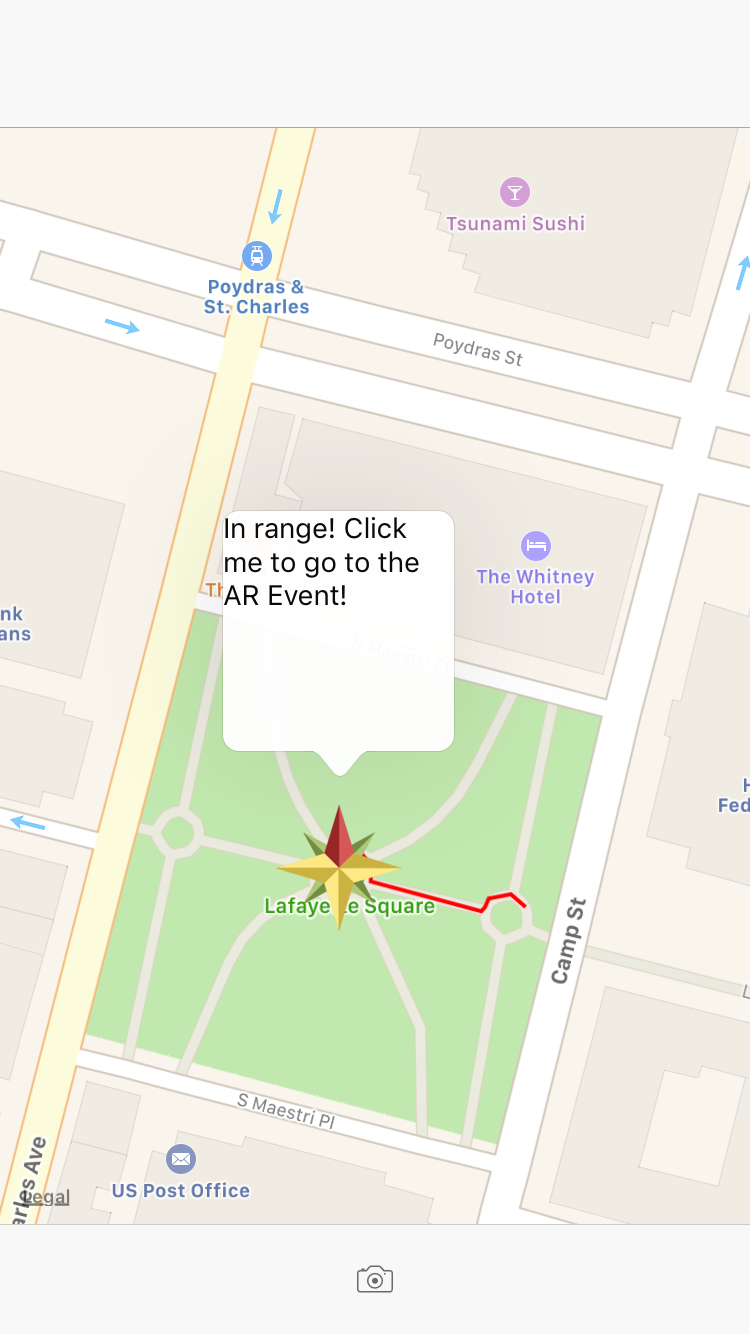 Tsunami Sushi
Poydras &
St. Charles
Poydras St
In range! Click
me to go to the
AR Event!
The Whitney
Hotel
Th
nk
ans
N Maestri Pl
H
Fed
Lafaye te Square
Camp St
L
S Maestri Pl
US Post Office
arles Ave
Legal